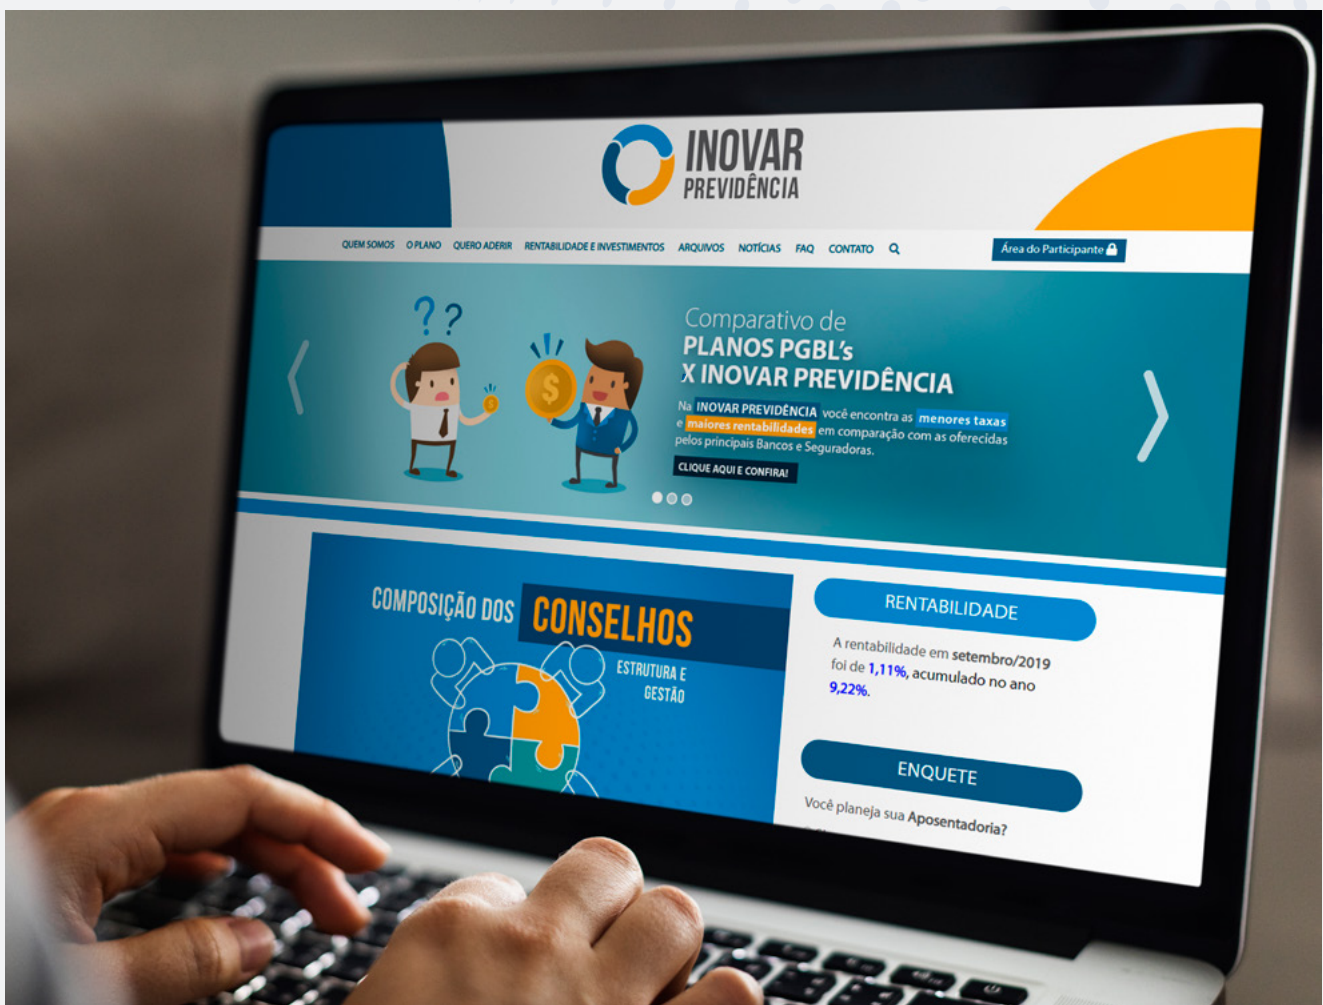 INOVAR
PREVIDÊNCIA
QUEM SOMOS O PLANO QUERO ADERIR RENTABILIDADE E INVESTIMENTOS ARQUIVOS NOTÍCIAS FAQ CONTATO
Área do Participante
? ?
Comparativo de
PLANOS PGBL's
X INOVAR PREVIDÊNCIA
$
Na INOVAR PREVIDÊNCIA você encontra as menores taxas
e maiores rentabilidades em comparação com as oferecidas
pelos principais Bancos e Seguradoras.
CLIQUE AQUI E CONFIRA!
COMPOSIÇÃO DOS CONSELHOS
ESTRUTURA E
GESTÃO
RENTABILIDADE
A rentabilidade em setembro/2019
foi de 1,11%, acumulado no ano
9,22%.
ENQUETE
Você planeja sua Aposentadoria?